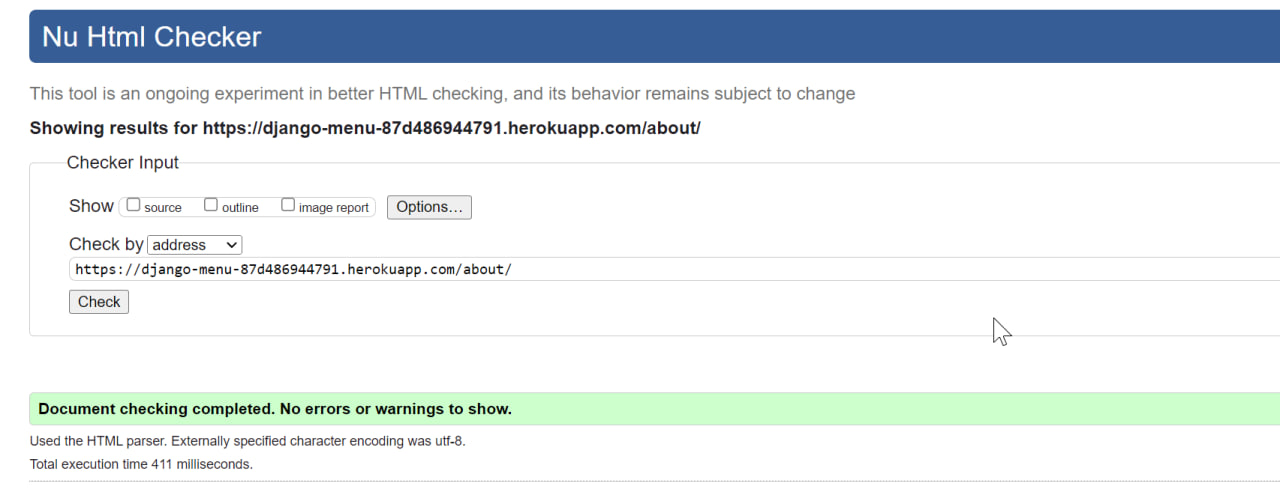 Nu Html Checker
This tool is an ongoing experiment in better HTML checking, and its behavior remains subject to change
Showing results for https://django-menu-87d486944791.herokuapp.com/about/
Checker Input
Show source outline image report Options...
Check by address
https://django-menu-87d486944791.herokuapp.com/about/
Check
Document checking completed. No errors or warnings to show.
Used the HTML parser. Externally specified character encoding was utf-8.
Total execution time 411 milliseconds.